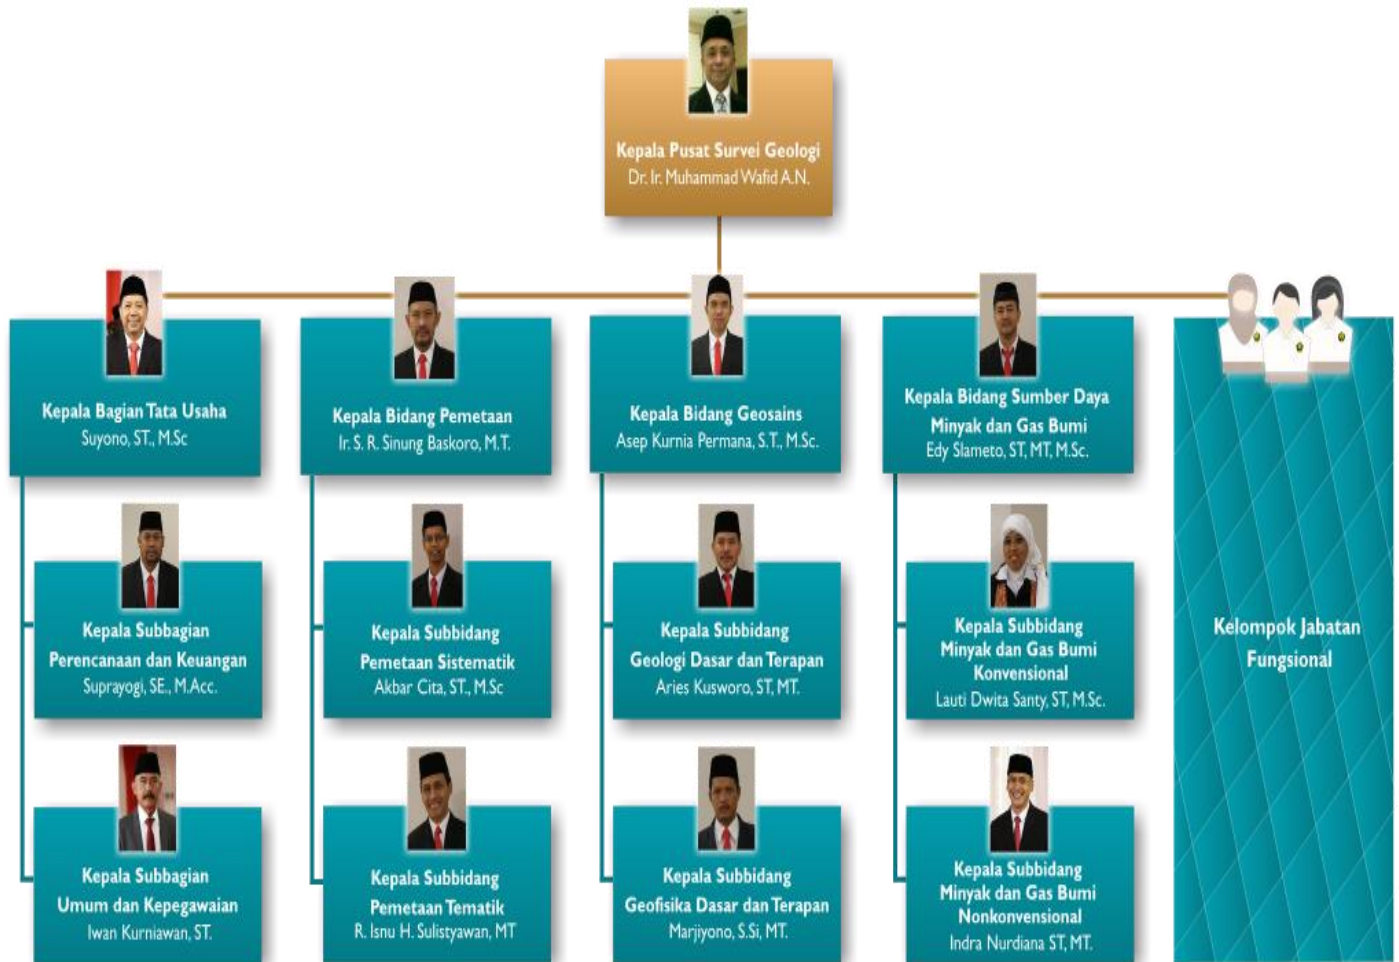 Kepala Pusat Survei Geologi
Dr. Ir. Muhammad Wafid A.N.
Kepala Bagian Tata Usaha
Suyono, ST., M.Sc
Kepala Bidang Pemetaan
Ir. S. R. Sinung Baskoro, M.T.
Kepala Bidang Geosains
Asep Kurnia Permana, S.T., M.Sc.
Kepala Bidang Sumber Daya
Minyak dan Gas Bumi
Edy Slameto, ST, MT, M.Sc.
Kepala Subbagian
Perencanaan dan Keuangan
Suprayogi, SE., M.Acc.
Kepala Subbidang
Pemetaan Sistematik
Akbar Cita, ST., M.Sc
Kepala Subbidang
Geologi Dasar dan Terapan
Aries Kusworo, ST, MT.
Kepala Subbidang
Minyak dan Gas Bumi
Konvensional
Lauti Dwita Santy, ST, M.Sc.
Kelompok Jabatan
Fungsional
Kepala Subbagian
Umum dan Kepegawaian
Iwan Kurniawan, ST.
Kepala Subbidang
Pemetaan Tematik
R. Isnu H. Sulistyawan, MT
Kepala Subbidang
Geofisika Dasar dan Terapan
Marjiyono, S.Si, MT.
Kepala Subbidang
Minyak dan Gas Bumi
Nonkonvensional
Indra Nurdiana ST, MT.